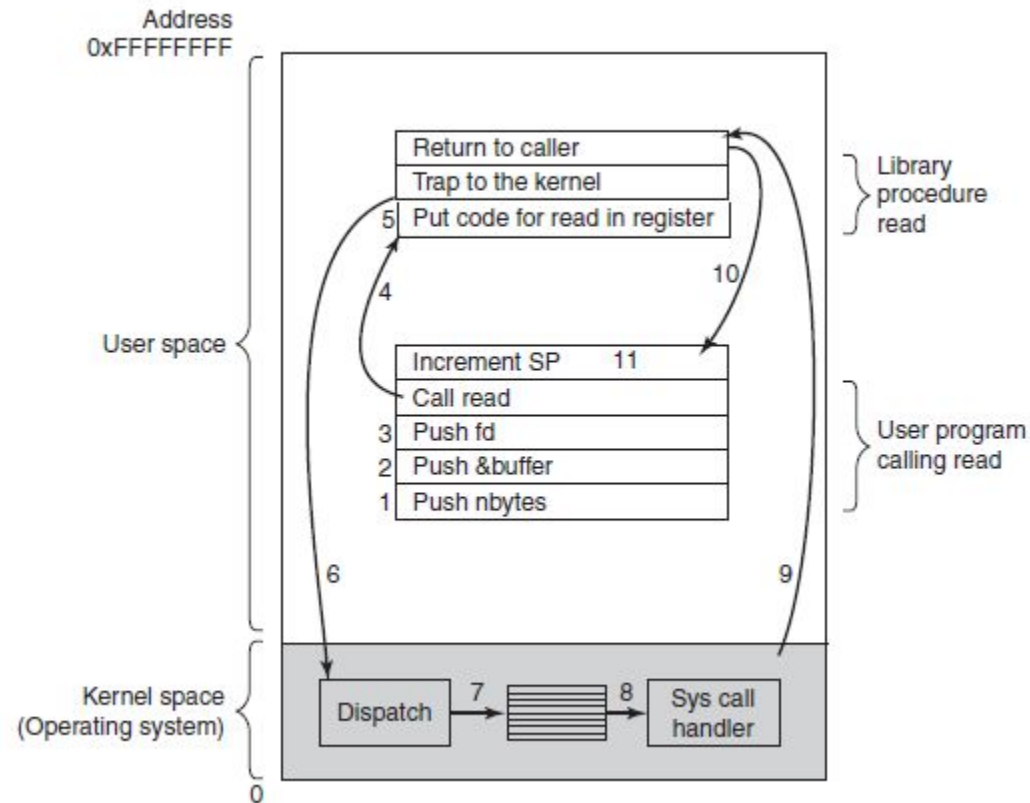 Address
0xFFFFFFFF
Return to caller
Trap to the kernel
5 Put code for read in register
Library
procedure
read
4
10
User space
Increment SP 11
Call read
3 Push fd
2 Push &buffer
1 Push nbytes
User program
calling read
6
9
Kernel space
(Operating system)
Dispatch
7
8
Sys call
handler
0